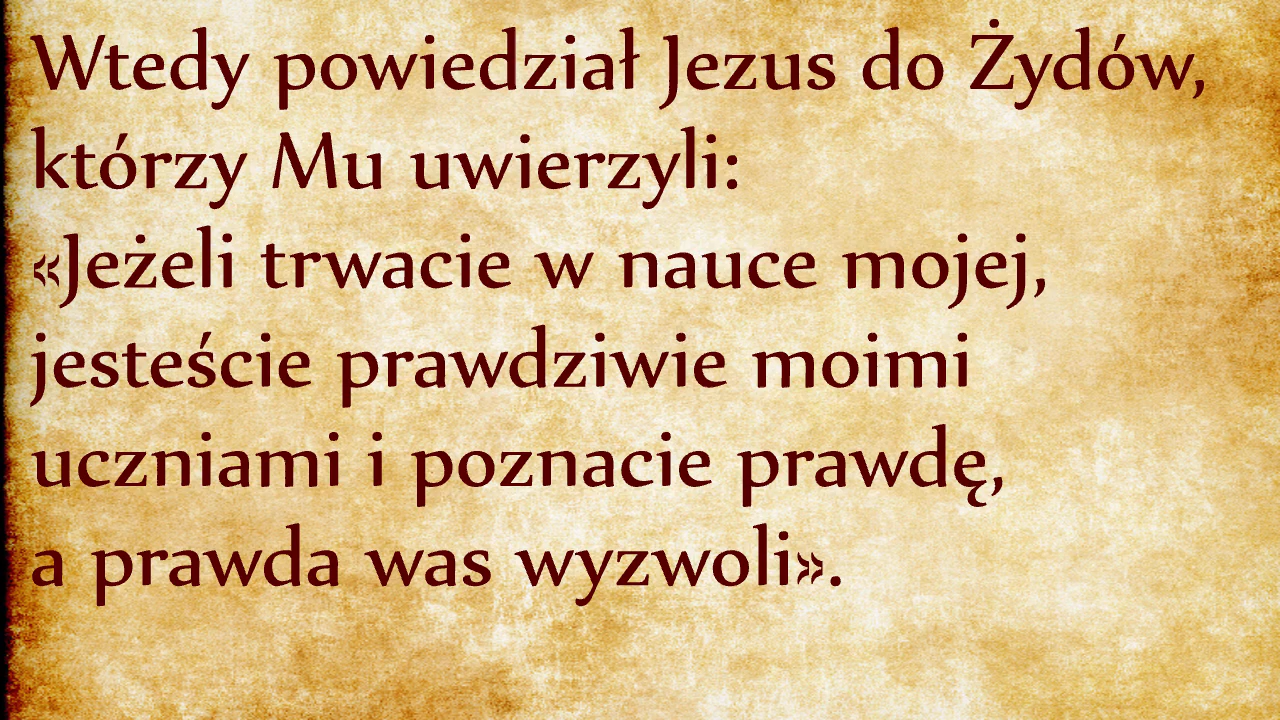 Wtedy powiedział Jezus do Żydów,
którzy Mu uwierzyli:
«Jeżeli trwacie w nauce mojej,
jesteście prawdziwie moimi
uczniami i poznacie prawdę,
a prawda was wyzwoli».